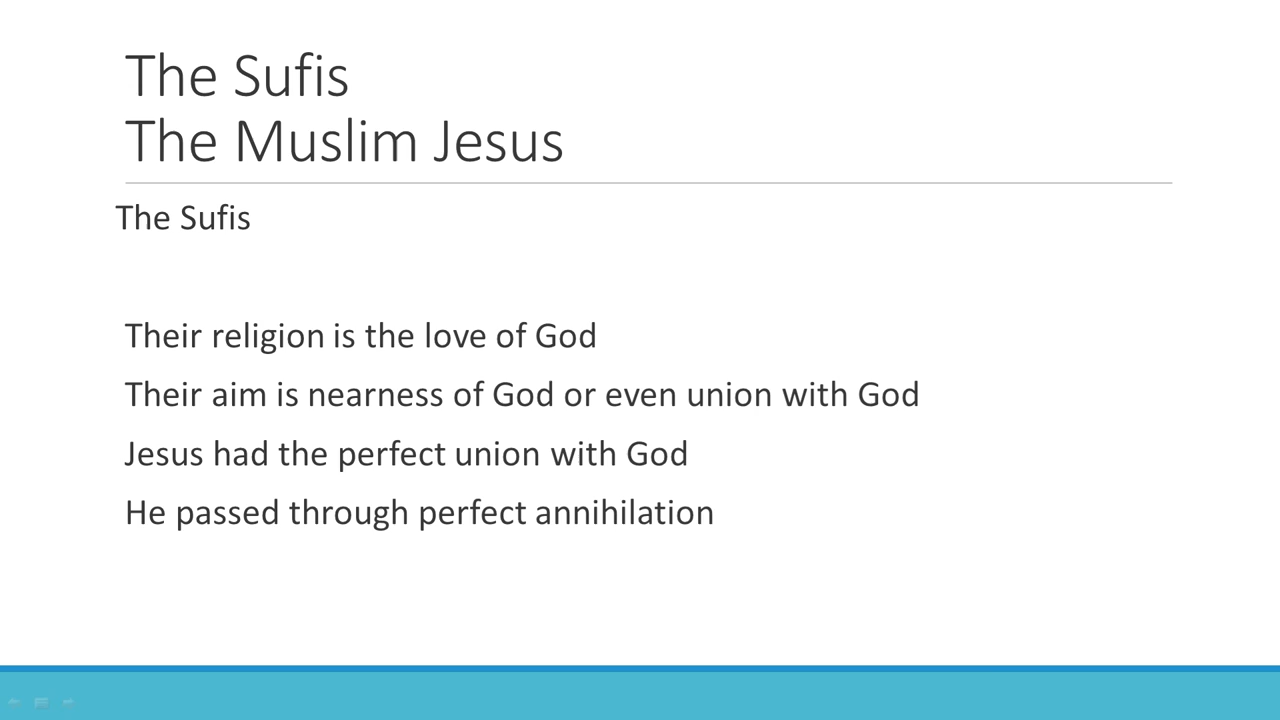 The Sufis
The Muslim Jesus
The Sufis
Their religion is the love of God
Their aim is nearness of God or even union with God
Jesus had the perfect union with God
He passed through perfect annihilation